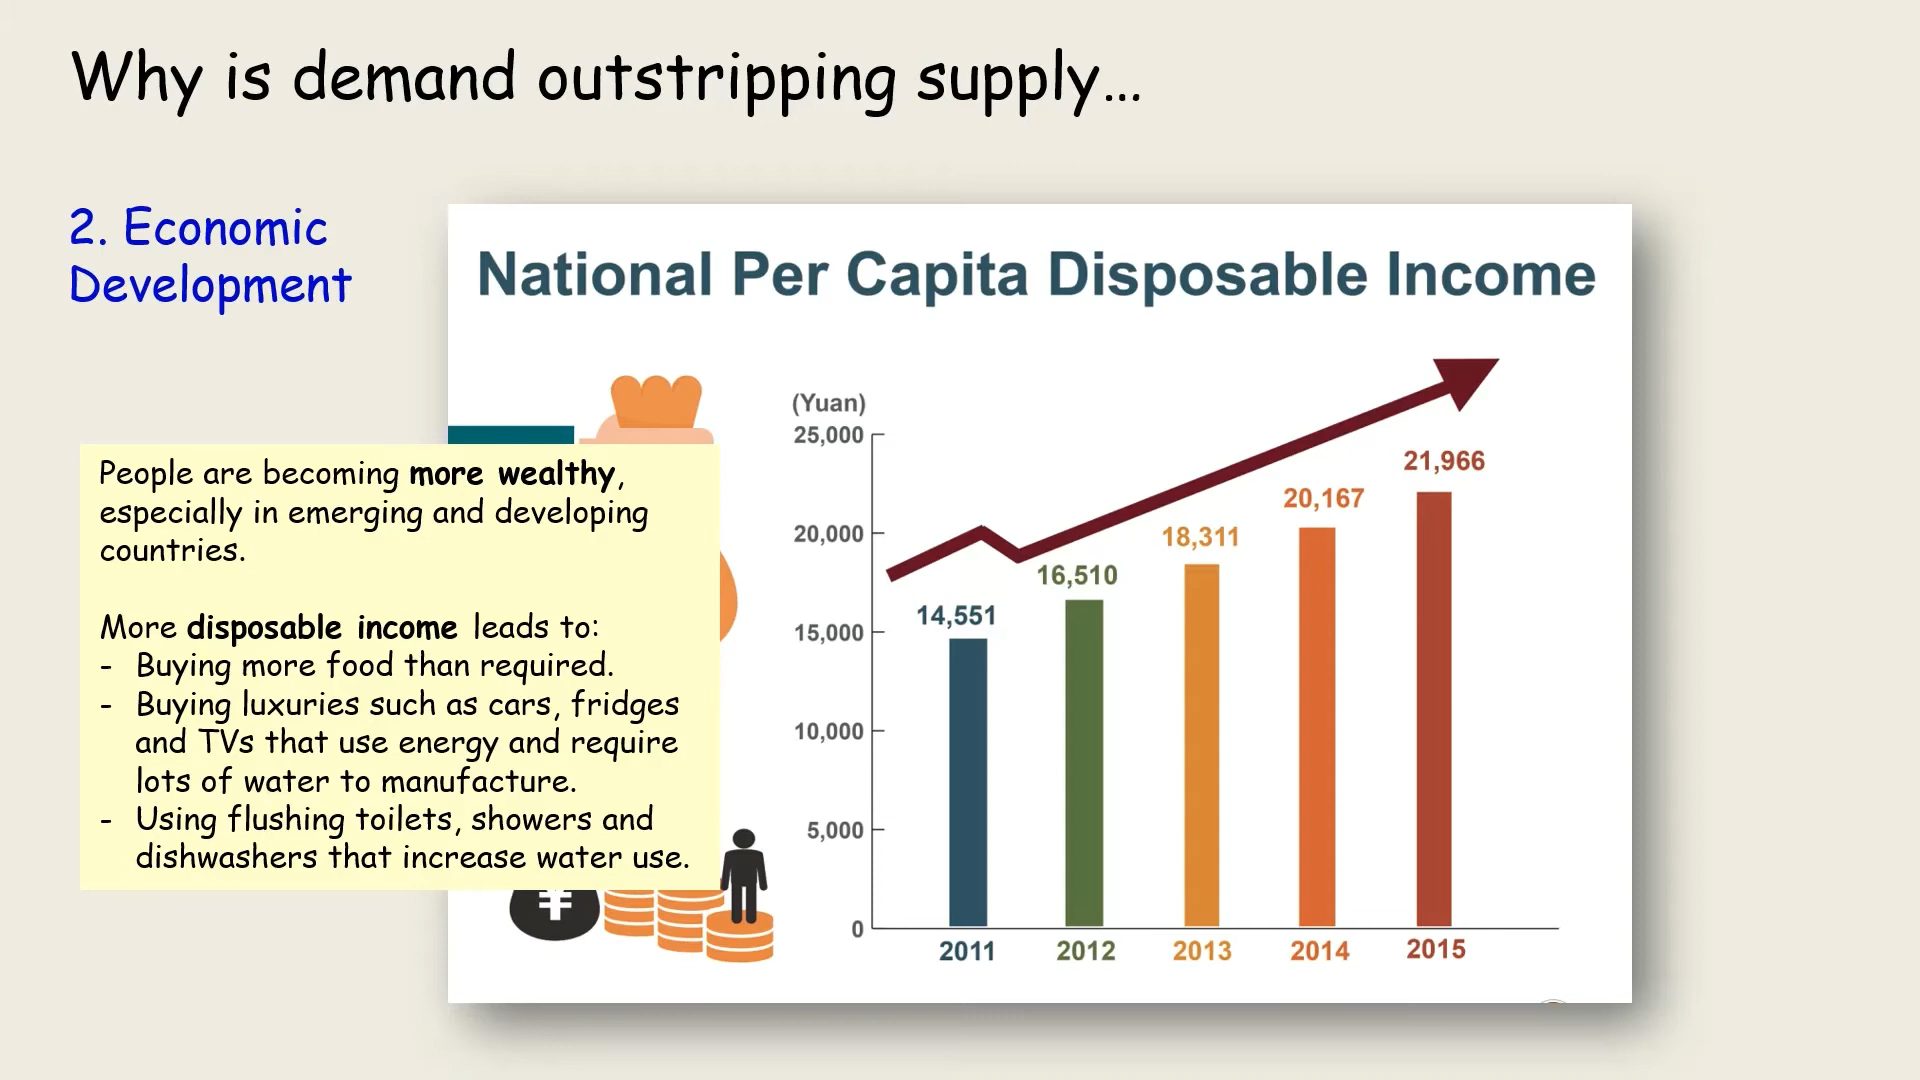 Why is demand outstripping supply...
2. Economic
Development
National Per Capita Disposable Income
People are becoming more wealthy,
especially in emerging and developing
countries.
More disposable income leads to:
- Buying more food than required.
- Buying luxuries such as cars, fridges
and TVs that use energy and require
lots of water to manufacture.
- Using flushing toilets, showers and
dishwashers that increase water use.
¥
(Yuan)
25,000
20,000
15,000
10,000
5,000
0
14,551
16,510
18,311
20,167
21,966
2011
2012
2013
2014
2015